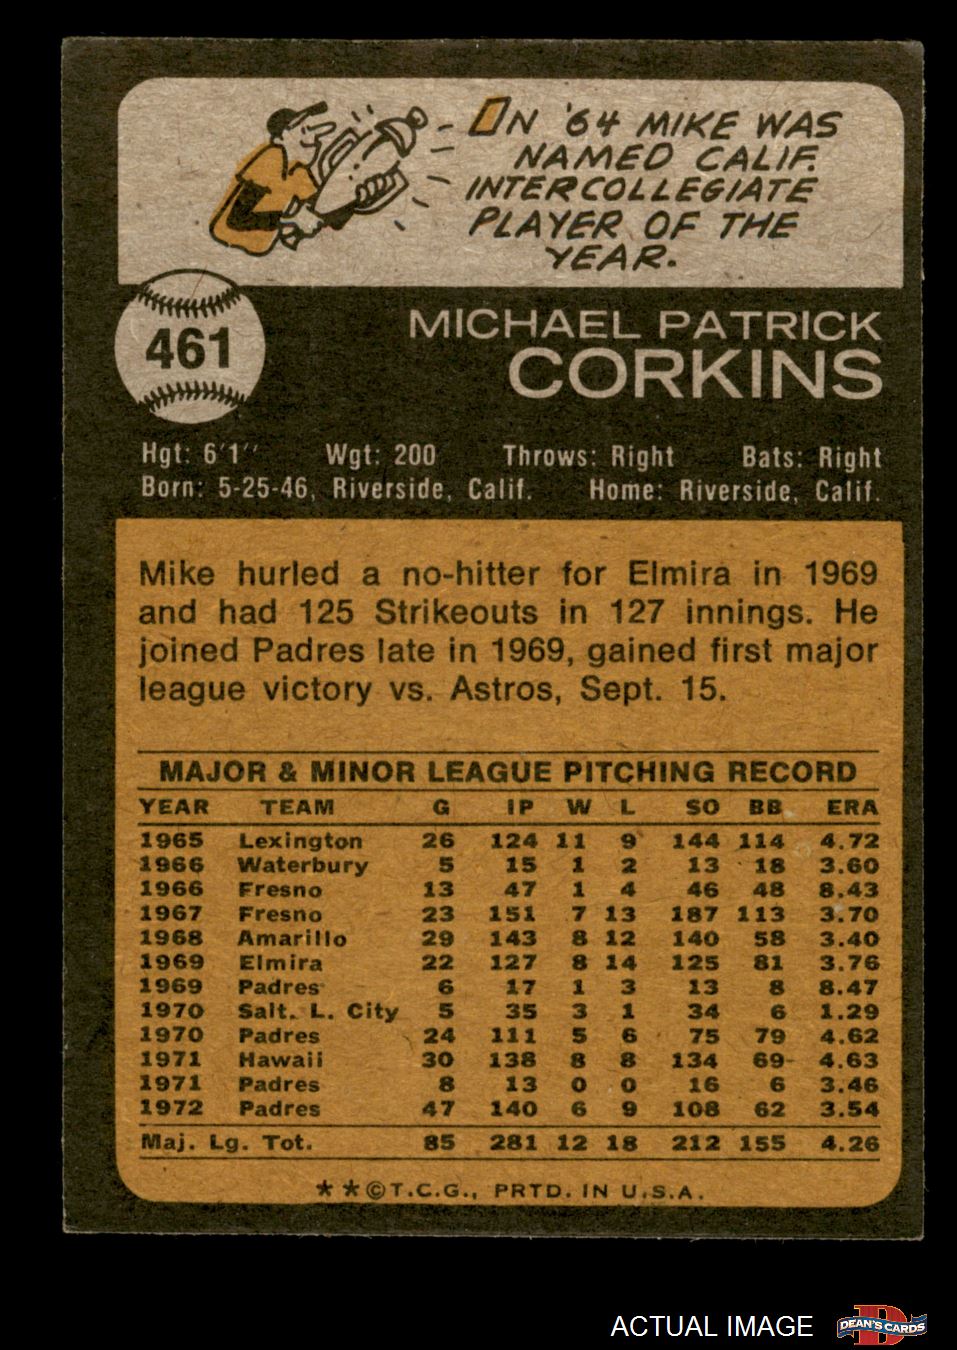 IN '64 MIKE WAS
NAMED CALIF.
INTERCOLLEGIATE
PLAYER OF THE
YEAR.
461
MICHAEL PATRICK
CORKINS
Hgt: 6'1" Wgt: 200 Throws: Right Bats: Right
Born: 5-25-46, Riverside, Calif. Home: Riverside, Calif.
Mike hurled a no-hitter for Elmira in 1969
and had 125 Strikeouts in 127 innings. He
joined Padres late in 1969, gained first major
league victory vs. Astros, Sept. 15.
MAJOR & MINOR LEAGUE PITCHING RECORD
YEAR TEAM G IP W L SO BB ERA
1965 Lexington 26 124 11 9 144 114 4.72
1966 Waterbury 5 15 1 2 13 18 3.60
1966 Fresno 13 47 1 4 46 48 8.43
1967 Fresno 23 151 7 13 187 113 3.70
1968 Amarillo 29 143 8 12 140 58 3.40
1969 Elmira 22 127 8 14 125 81 3.76
1969 Padres 6 17 1 3 13 8 8.47
1970 Salt. L. City 5 35 3 1 34 6 1.29
1970 Padres 24 111 5 6 75 79 4.62
1971 Hawaii 30 138 8 8 134 69 4.63
1971 Padres 8 13 0 0 16 6 3.46
1972 Padres 47 140 6 9 108 62 3.54
Maj. Lg. Tot. 85 281 12 18 212 155 4.26
★★©T.C.G., PRTD. IN U.S.A.
ACTUAL IMAGE
D
DEAN'S CARDS